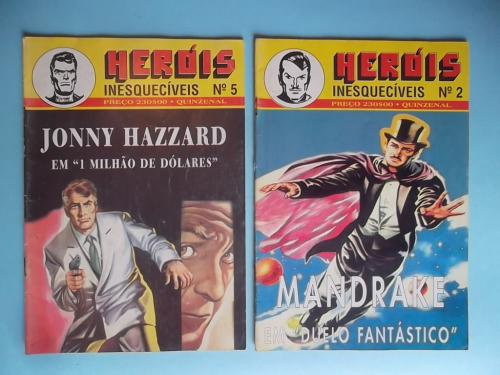 HERÓIS
INESQUECÍVEIS Nº 5
PREÇO 230$00 · QUINZENAL
JONNY HAZZARD
EM "1 MILHÃO DE DÓLARES"
HERÓIS
INESQUECÍVEIS Nº 2
PREÇO 230$00 · QUINZENAL
MANDRAKE
EM "DUELO FANTÁSTICO"